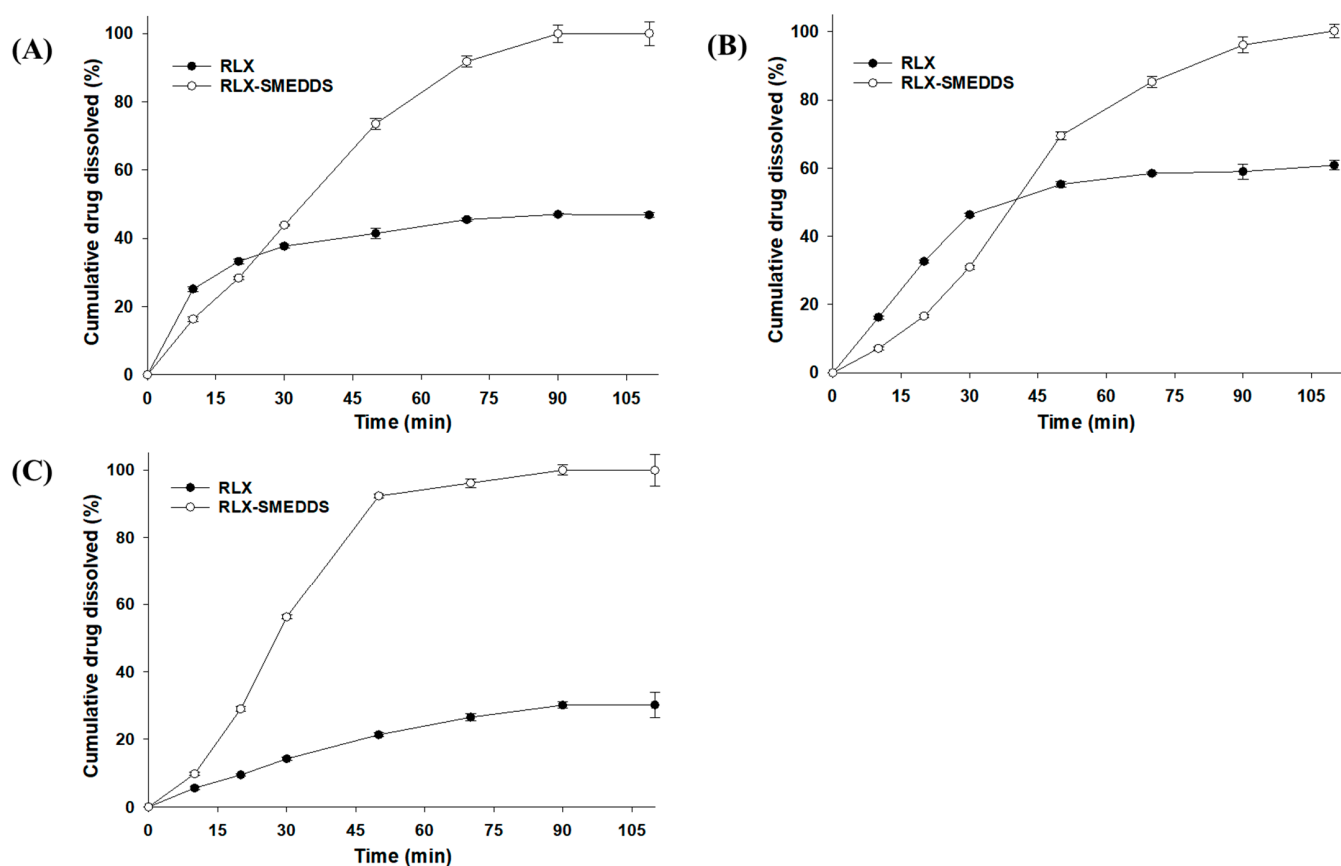 (A)
Cumulative drug dissolved (%)
100
80
60
40
20
0
RLX
RLX-SMEDDS
0 15 30 45 60 75 90 105
Time (min)
(B)
Cumulative drug dissolved (%)
100
80
60
40
20
0
RLX
RLX-SMEDDS
0 15 30 45 60 75 90 105
Time (min)
(C)
Cumulative drug dissolved (%)
100
80
60
40
20
0
RLX
RLX-SMEDDS
0 15 30 45 60 75 90 105
Time (min)